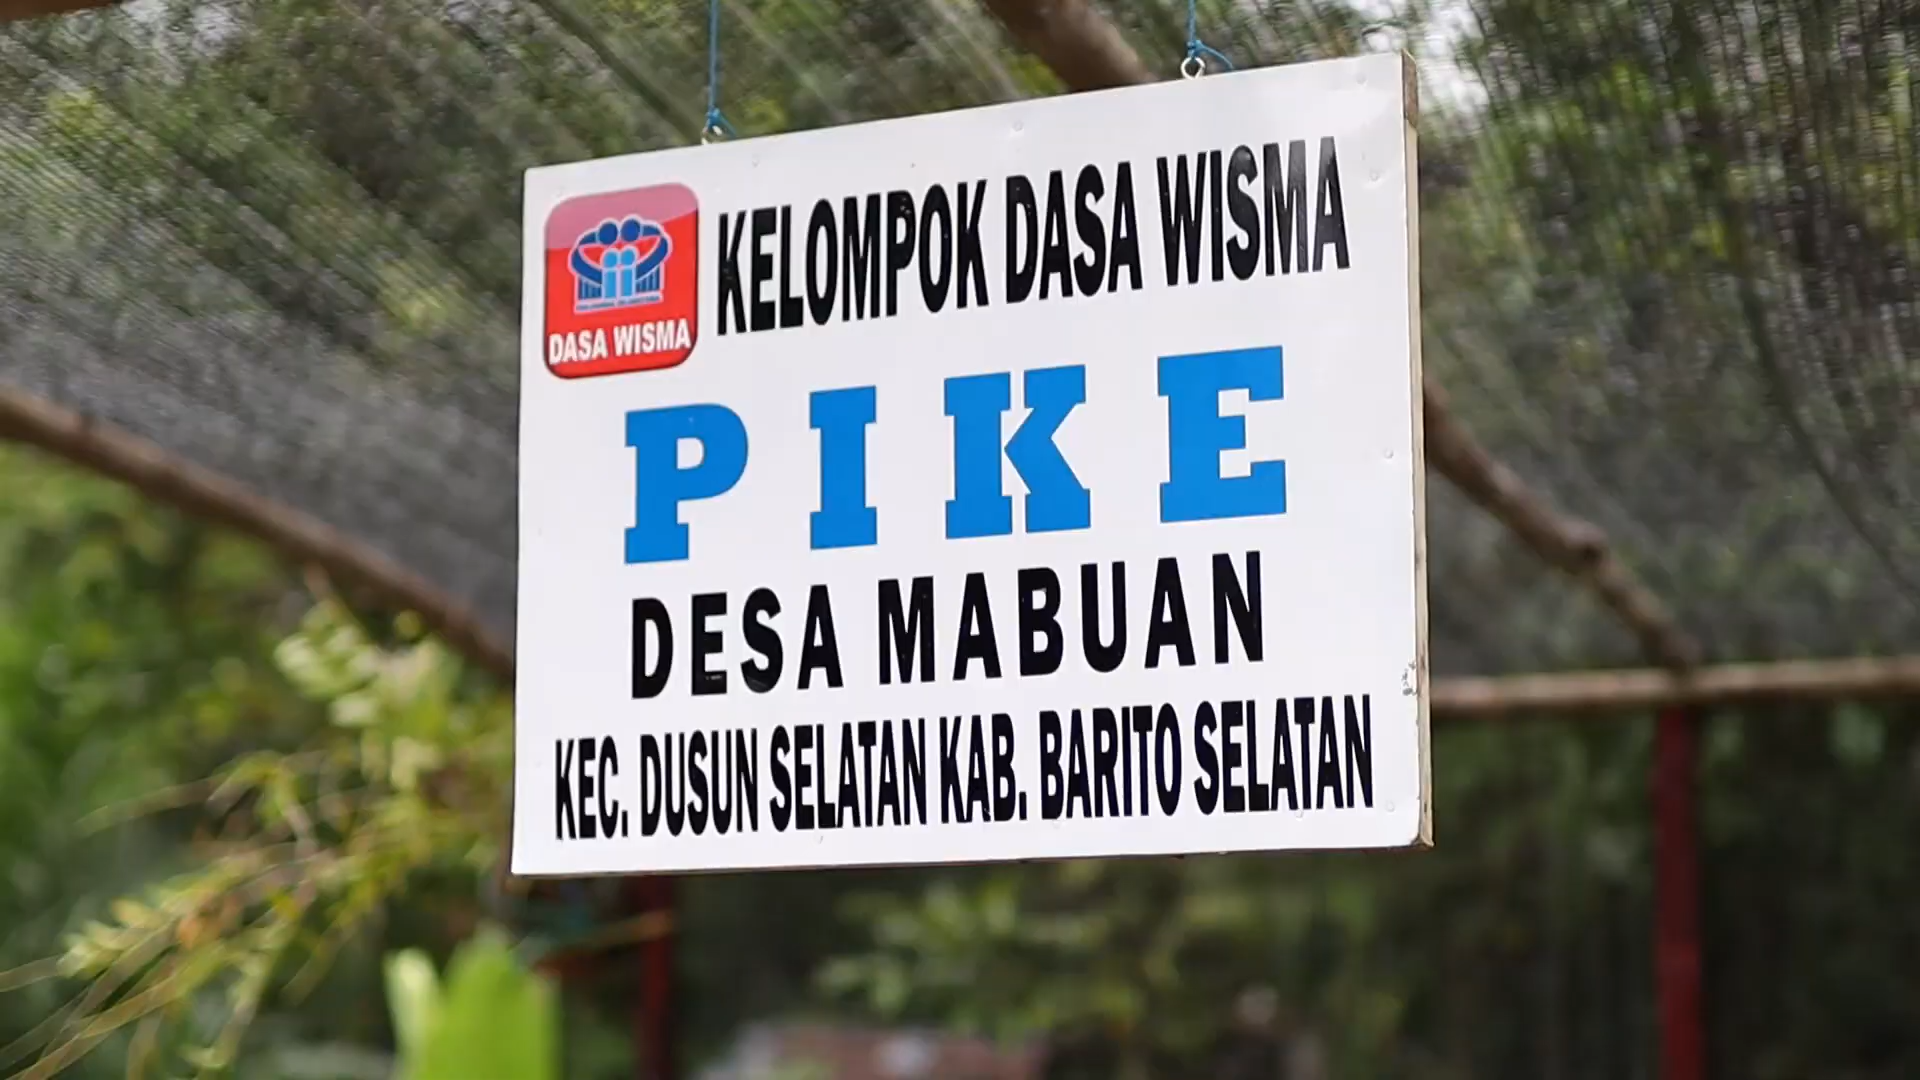 KELOMPOK DASA WISMA
DASA WISMA
PIKE
DESA MABUAN
KEC. DUSUN SELATAN KAB. BARITO SELATAN